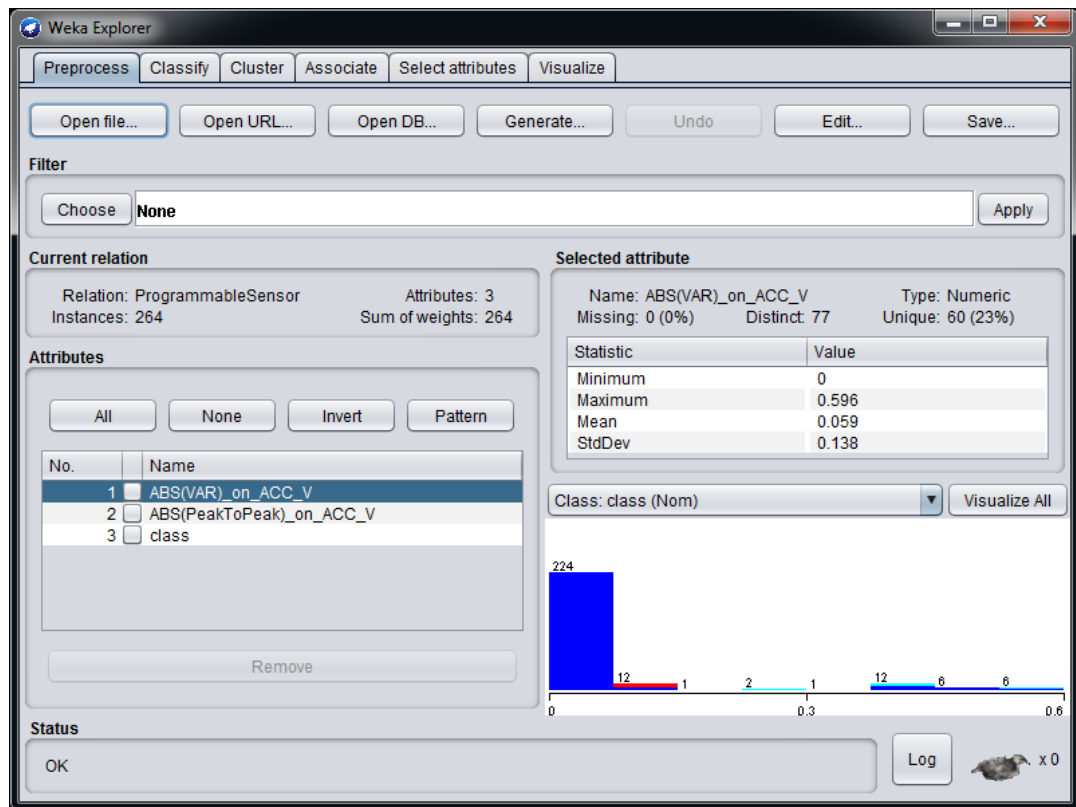 Weka Explorer
Preprocess Classify Cluster Associate Select attributes Visualize
Open file... Open URL... Open DB... Generate... Undo Edit... Save...
Filter
Choose None Apply
Current relation
Relation: ProgrammableSensor Attributes: 3
Instances: 264 Sum of weights: 264
Attributes
All None Invert Pattern
No. Name
1 ABS(VAR)_on_ACC_V
2 ABS(PeakToPeak)_on_ACC_V
3 class
Remove
Selected attribute
Name: ABS(VAR)_on_ACC_V Type: Numeric
Missing: 0 (0%) Distinct: 77 Unique: 60 (23%)
Statistic Value
Minimum 0
Maximum 0.596
Mean 0.059
StdDev 0.138
Class: class (Nom) Visualize All
224
12 1 2 1 12 6 6
0 0.3 0.6
Status
OK
Log x 0